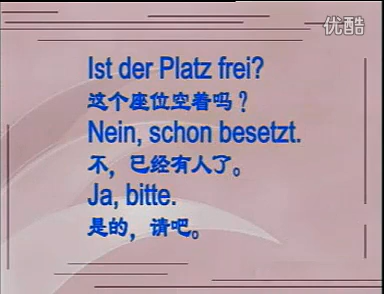 优酷
Ist der Platz frei?
这个座位空着吗？
Nein, schon besetzt.
不，已经有人了。
Ja, bitte.
是的，请吧。